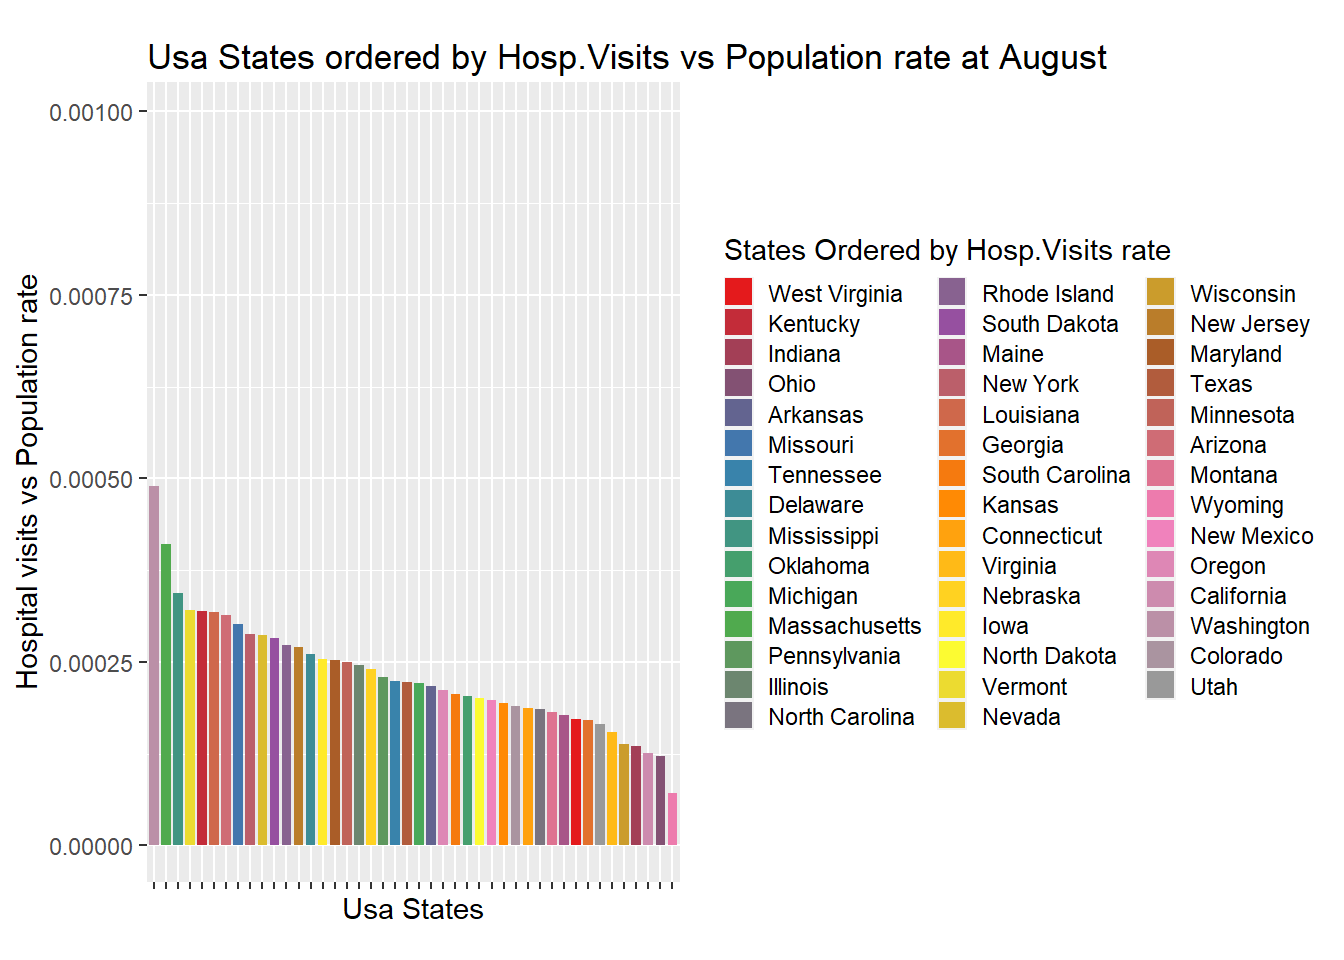 Usa States ordered by Hosp.Visits vs Population rate at August
0.00100
0.00075
0.00050
0.00025
0.00000
Hospital visits vs Population rate
Usa States
States Ordered by Hosp.Visits rate
West Virginia
Kentucky
Indiana
Ohio
Arkansas
Missouri
Tennessee
Delaware
Mississippi
Oklahoma
Michigan
Massachusetts
Pennsylvania
Illinois
North Carolina
Rhode Island
South Dakota
Maine
New York
Louisiana
Georgia
South Carolina
Kansas
Connecticut
Virginia
Nebraska
Iowa
North Dakota
Vermont
Nevada
Wisconsin
New Jersey
Maryland
Texas
Minnesota
Arizona
Montana
Wyoming
New Mexico
Oregon
California
Washington
Colorado
Utah